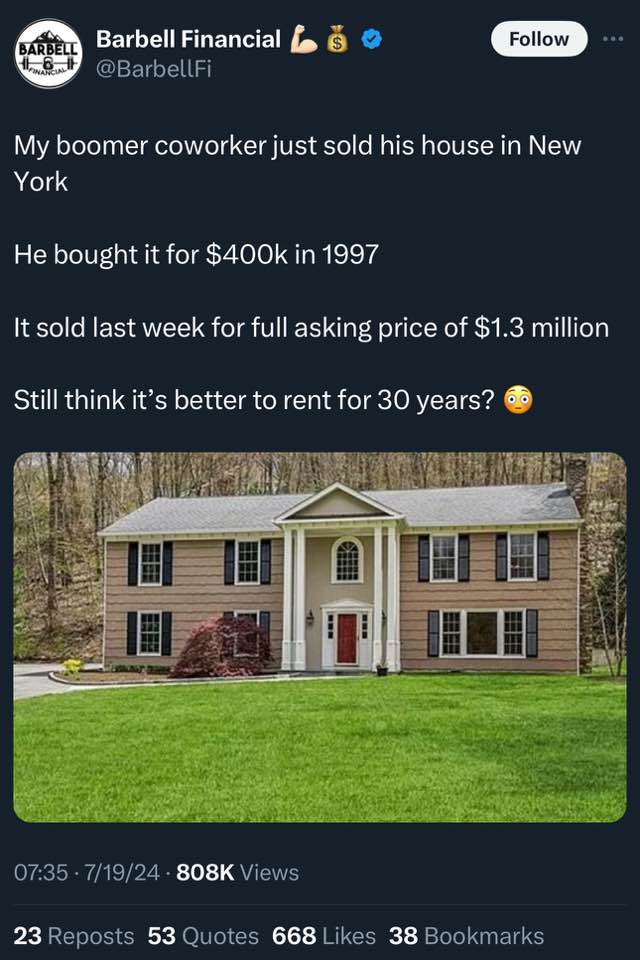 BARBELL
FINANCIAL
Barbell Financial 💪🏻 💰
@BarbellFi
Follow
My boomer coworker just sold his house in New
York
He bought it for $400k in 1997
It sold last week for full asking price of $1.3 million
Still think it’s better to rent for 30 years? 😳
07:35 · 7/19/24 · 808K Views
23 Reposts 53 Quotes 668 Likes 38 Bookmarks